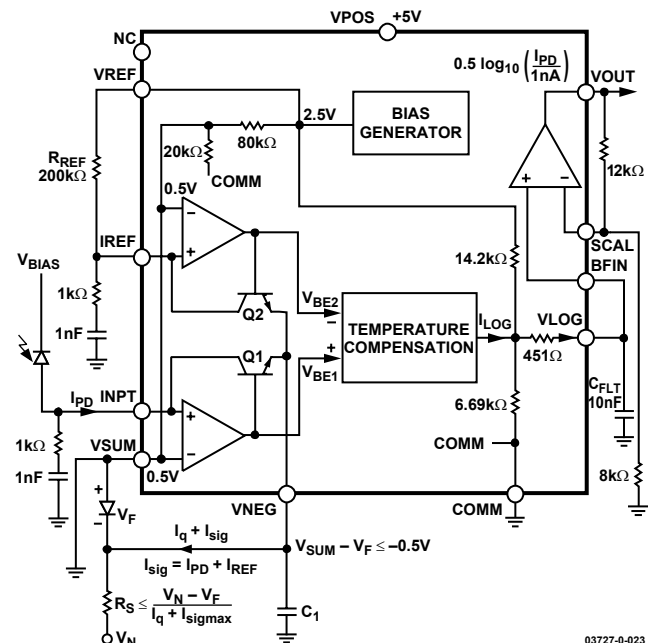 VPOS
+5V
NC
VREF
0.5 log10 (IPD / 1nA)
VOUT
2.5V
BIAS
GENERATOR
80kΩ
20kΩ
COMM
RREF
200kΩ
0.5V
12kΩ
IREF
VBIAS
SCAL
BFIN
14.2kΩ
1kΩ
1nF
Q2
VBE2
TEMPERATURE
COMPENSATION
ILOG
VLOG
451Ω
Q1
VBE1
IPD
INPT
6.69kΩ
CFLT
10nF
1kΩ
VSUM
COMM
1nF
0.5V
8kΩ
VNEG
COMM
VF
Iq + Isig
Isig = IPD + IREF
VSUM – VF ≤ –0.5V
RS ≤ (VN – VF) / (Iq + Isigmax)
C1
VN
03727-0-023